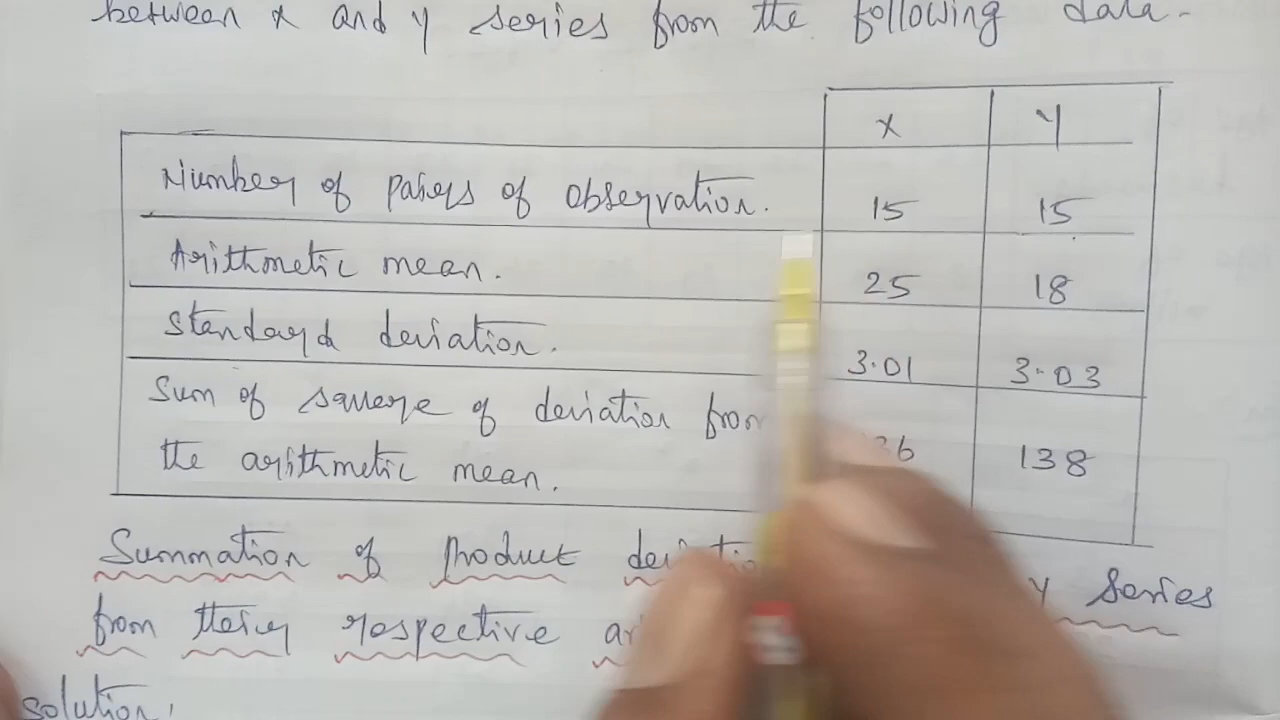 between x and y series from the following data.
x y
Number of pairs of observation. 15 15
Arithmetic mean. 25 18
Standard deviation. 3.01 3.03
Sum of square of deviation from
the arithmetic mean. 138
Summation of product y series
from their respective
solution: